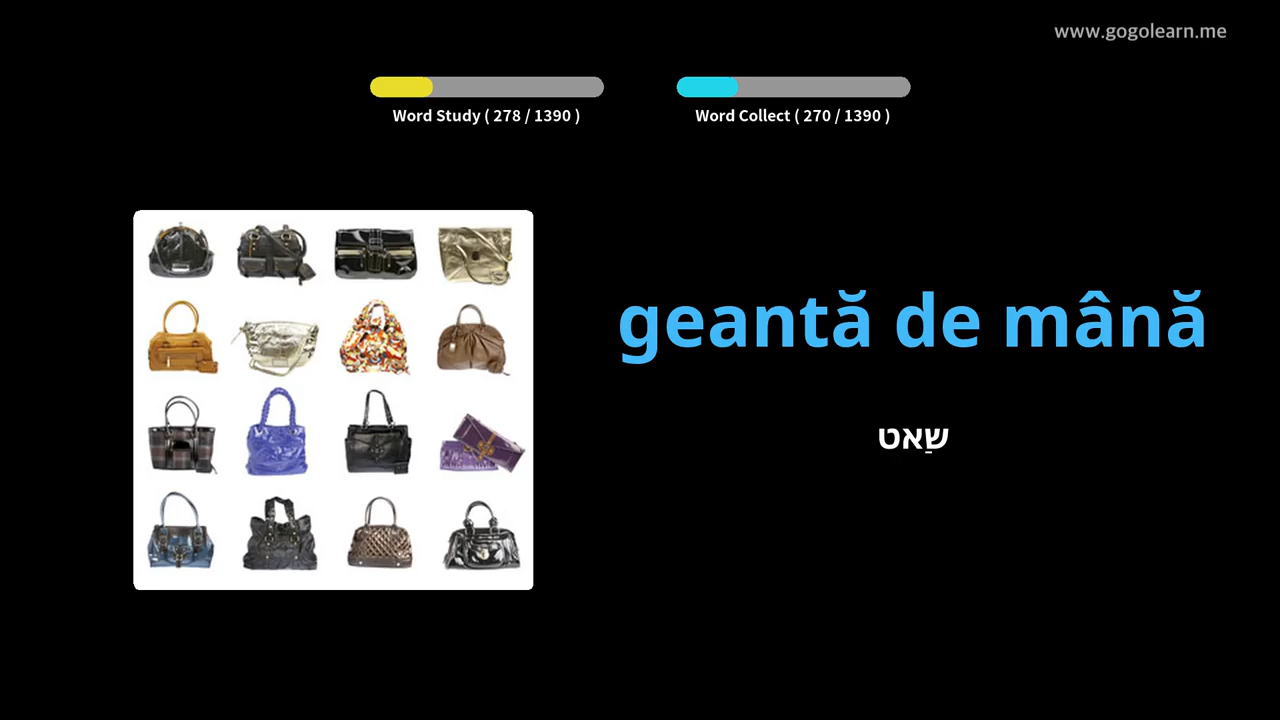 www.gogolearn.me
Word Study ( 278 / 1390 )
Word Collect ( 270 / 1390 )
geantă de mână
שַאט